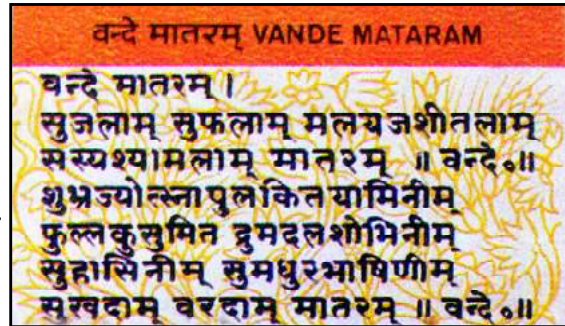 वन्दे मातरम् VANDE MATARAM
वन्दे मातरम् ।
सुजलाम् सुफलाम् मलयजशीतलाम्
सस्यश्यामलाम् मातरम् ॥ वन्दे०॥
शुभ्रज्योत्स्नापुलकितयामिनीम्
फुल्लकुसुमित द्रुमदलशोभिनीम्
सुहासिनीम् सुमधुरभाषिणीम्
सुखदाम् वरदाम् मातरम् ॥ वन्दे०॥